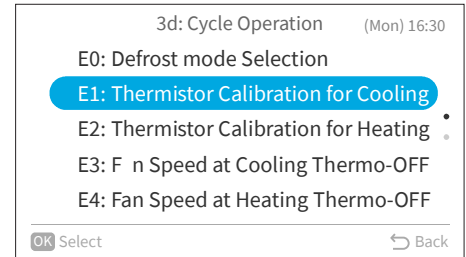 3d: Cycle Operation (Mon) 16:30
E0: Defrost mode Selection
E1: Thermistor Calibration for Cooling
E2: Thermistor Calibration for Heating
E3: F n Speed at Cooling Thermo-OFF
E4: Fan Speed at Heating Thermo-OFF
OK Select Back